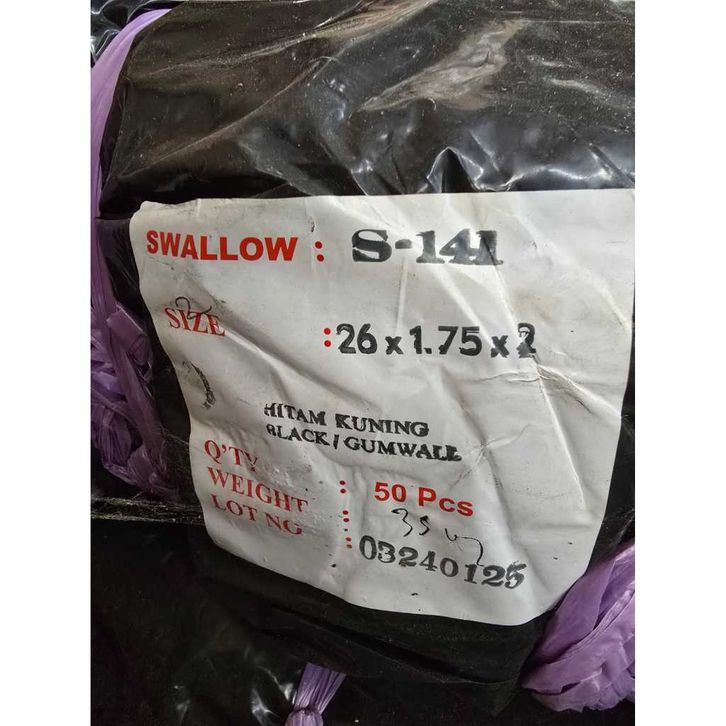 SWALLOW : S-141
SIZE : 26 x 1.75 x 2
HITAM KUNING
BLACK / GUMWALL
Q'TY : 50 Pcs
WEIGHT :
LOT NO : 03240125